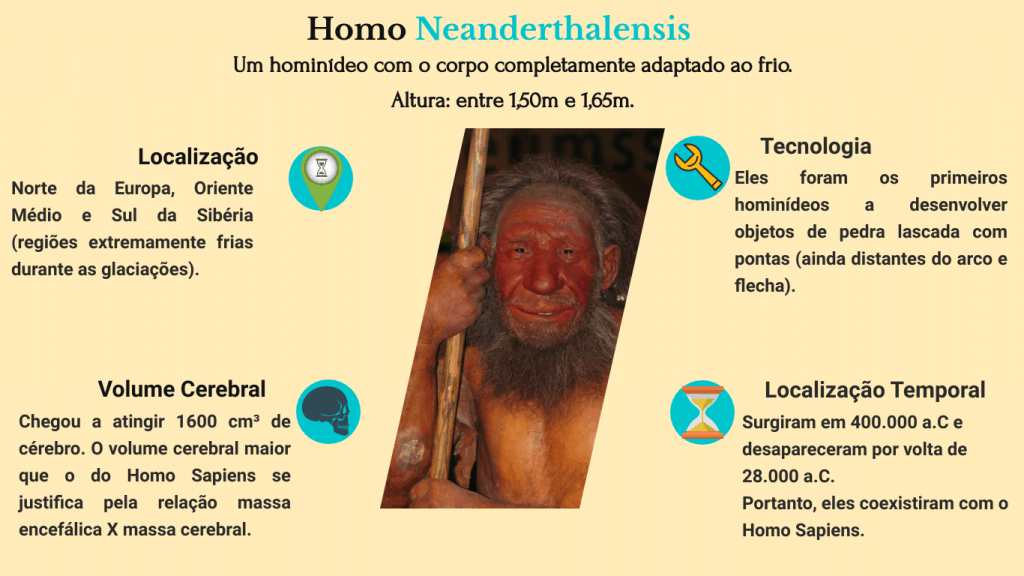 Homo Neanderthalensis
Um hominídeo com o corpo completamente adaptado ao frio.
Altura: entre 1,50m e 1,65m.
Localização
Norte da Europa, Oriente
Médio e Sul da Sibéria
(regiões extremamente frias
durante as glaciações).
Tecnologia
Eles foram os primeiros
hominídeos a desenvolver
objetos de pedra lascada com
pontas (ainda distantes do arco e
flecha).
Volume Cerebral
Chegou a atingir 1600 cm³ de
cérebro. O volume cerebral maior
que o do Homo Sapiens se
justifica pela relação massa
encefálica X massa cerebral.
Localização Temporal
Surgiram em 400.000 a.C e
desapareceram por volta de
28.000 a.C.
Portanto, eles coexistiram com o
Homo Sapiens.